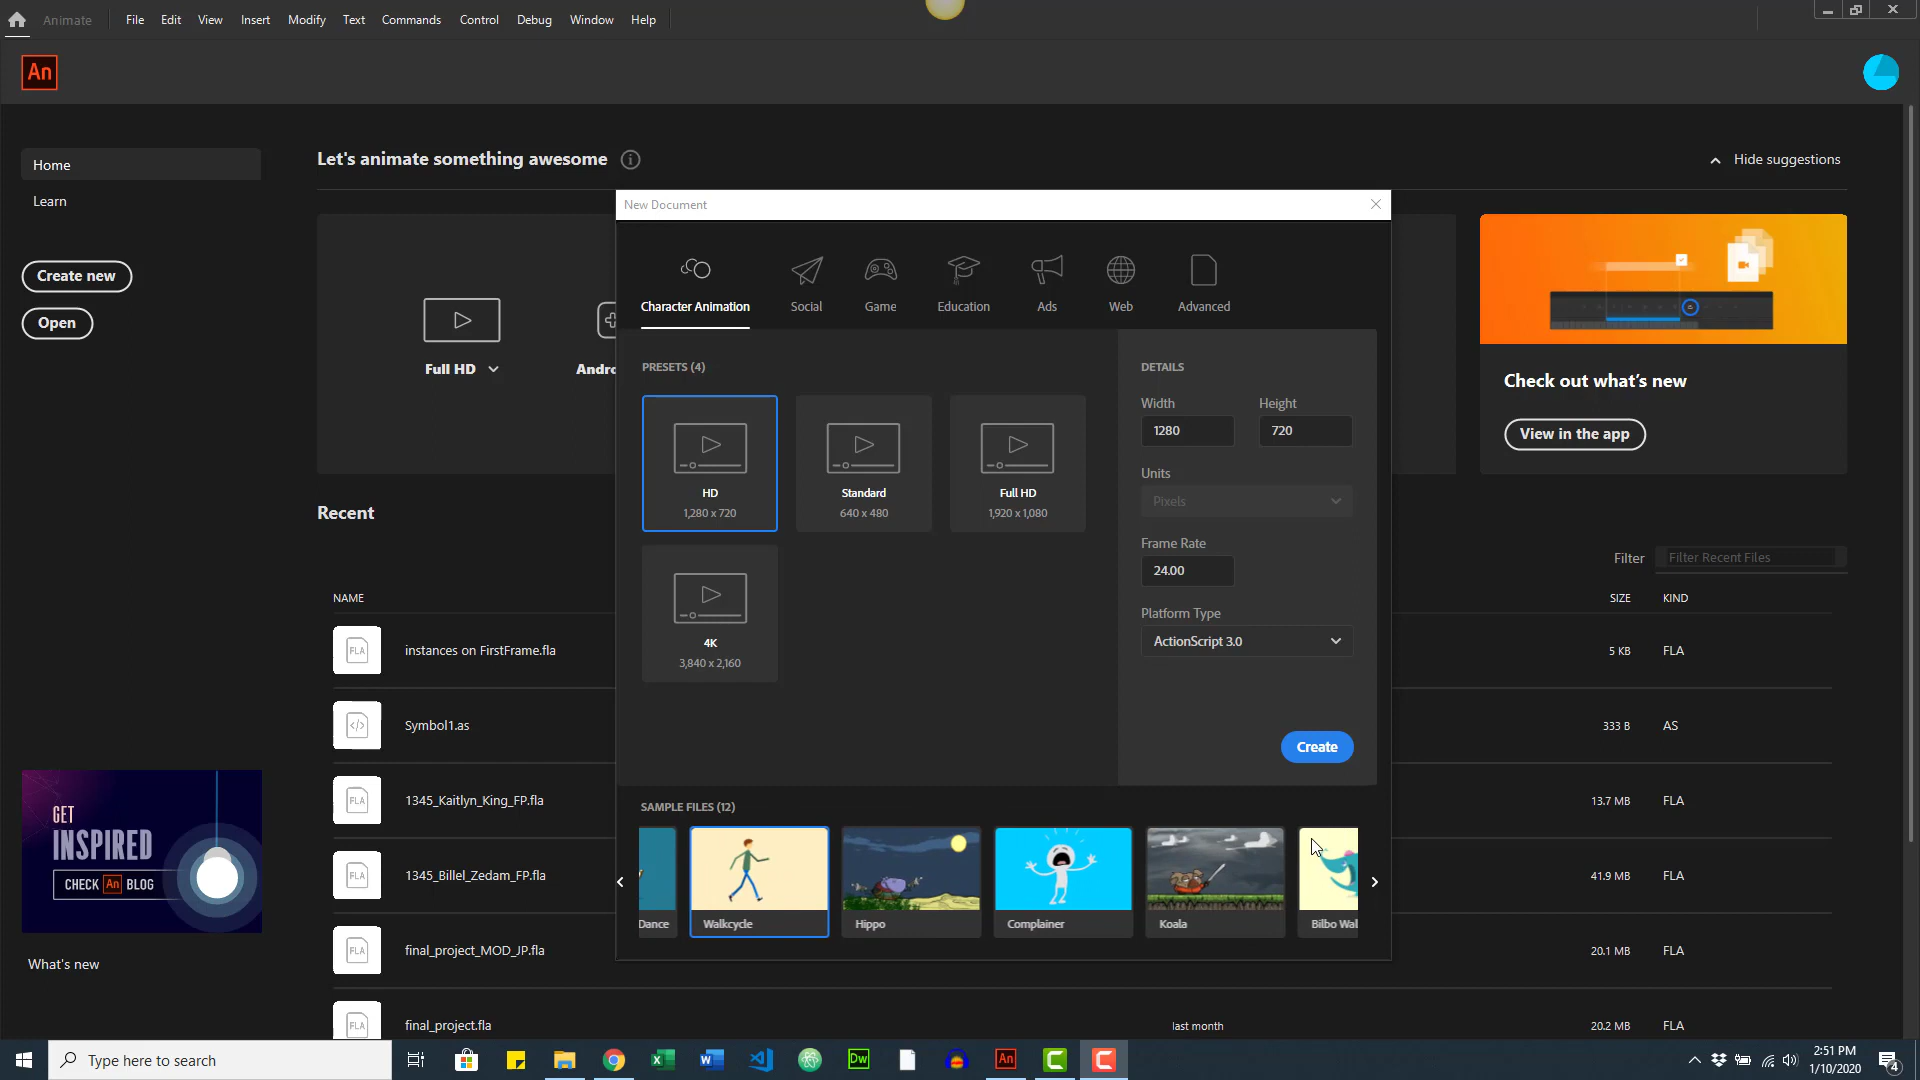 Animate File Edit View Insert Modify Text Commands Control Debug Window Help
An
Home
Learn
Create new
Open
Let's animate something awesome
Hide suggestions
Full HD
Andro
New Document
Character Animation
Social
Game
Education
Ads
Web
Advanced
PRESETS (4)
HD
1,280 x 720
Standard
640 x 480
Full HD
1,920 x 1,080
4K
3,840 x 2,160
DETAILS
Width Height
1280 720
Units
Pixels
Frame Rate
24.00
Platform Type
ActionScript 3.0
Create
SAMPLE FILES (12)
Dance
Walkcycle
Hippo
Complainer
Koala
Bilbo Wal
Check out what's new
View in the app
Recent
Filter Filter Recent Files
NAME SIZE KIND
FLA instances on FirstFrame.fla 5 KB FLA
</> Symbol1.as 333 B AS
FLA 1345_Kaitlyn_King_FP.fla 13.7 MB FLA
FLA 1345_Billel_Zedam_FP.fla 41.9 MB FLA
FLA final_project_MOD_JP.fla 20.1 MB FLA
FLA final_project.fla last month 20.2 MB FLA
GET
INSPIRED
CHECK An BLOG
What's new
Type here to search
Dw
An
2:51 PM
1/10/2020
4